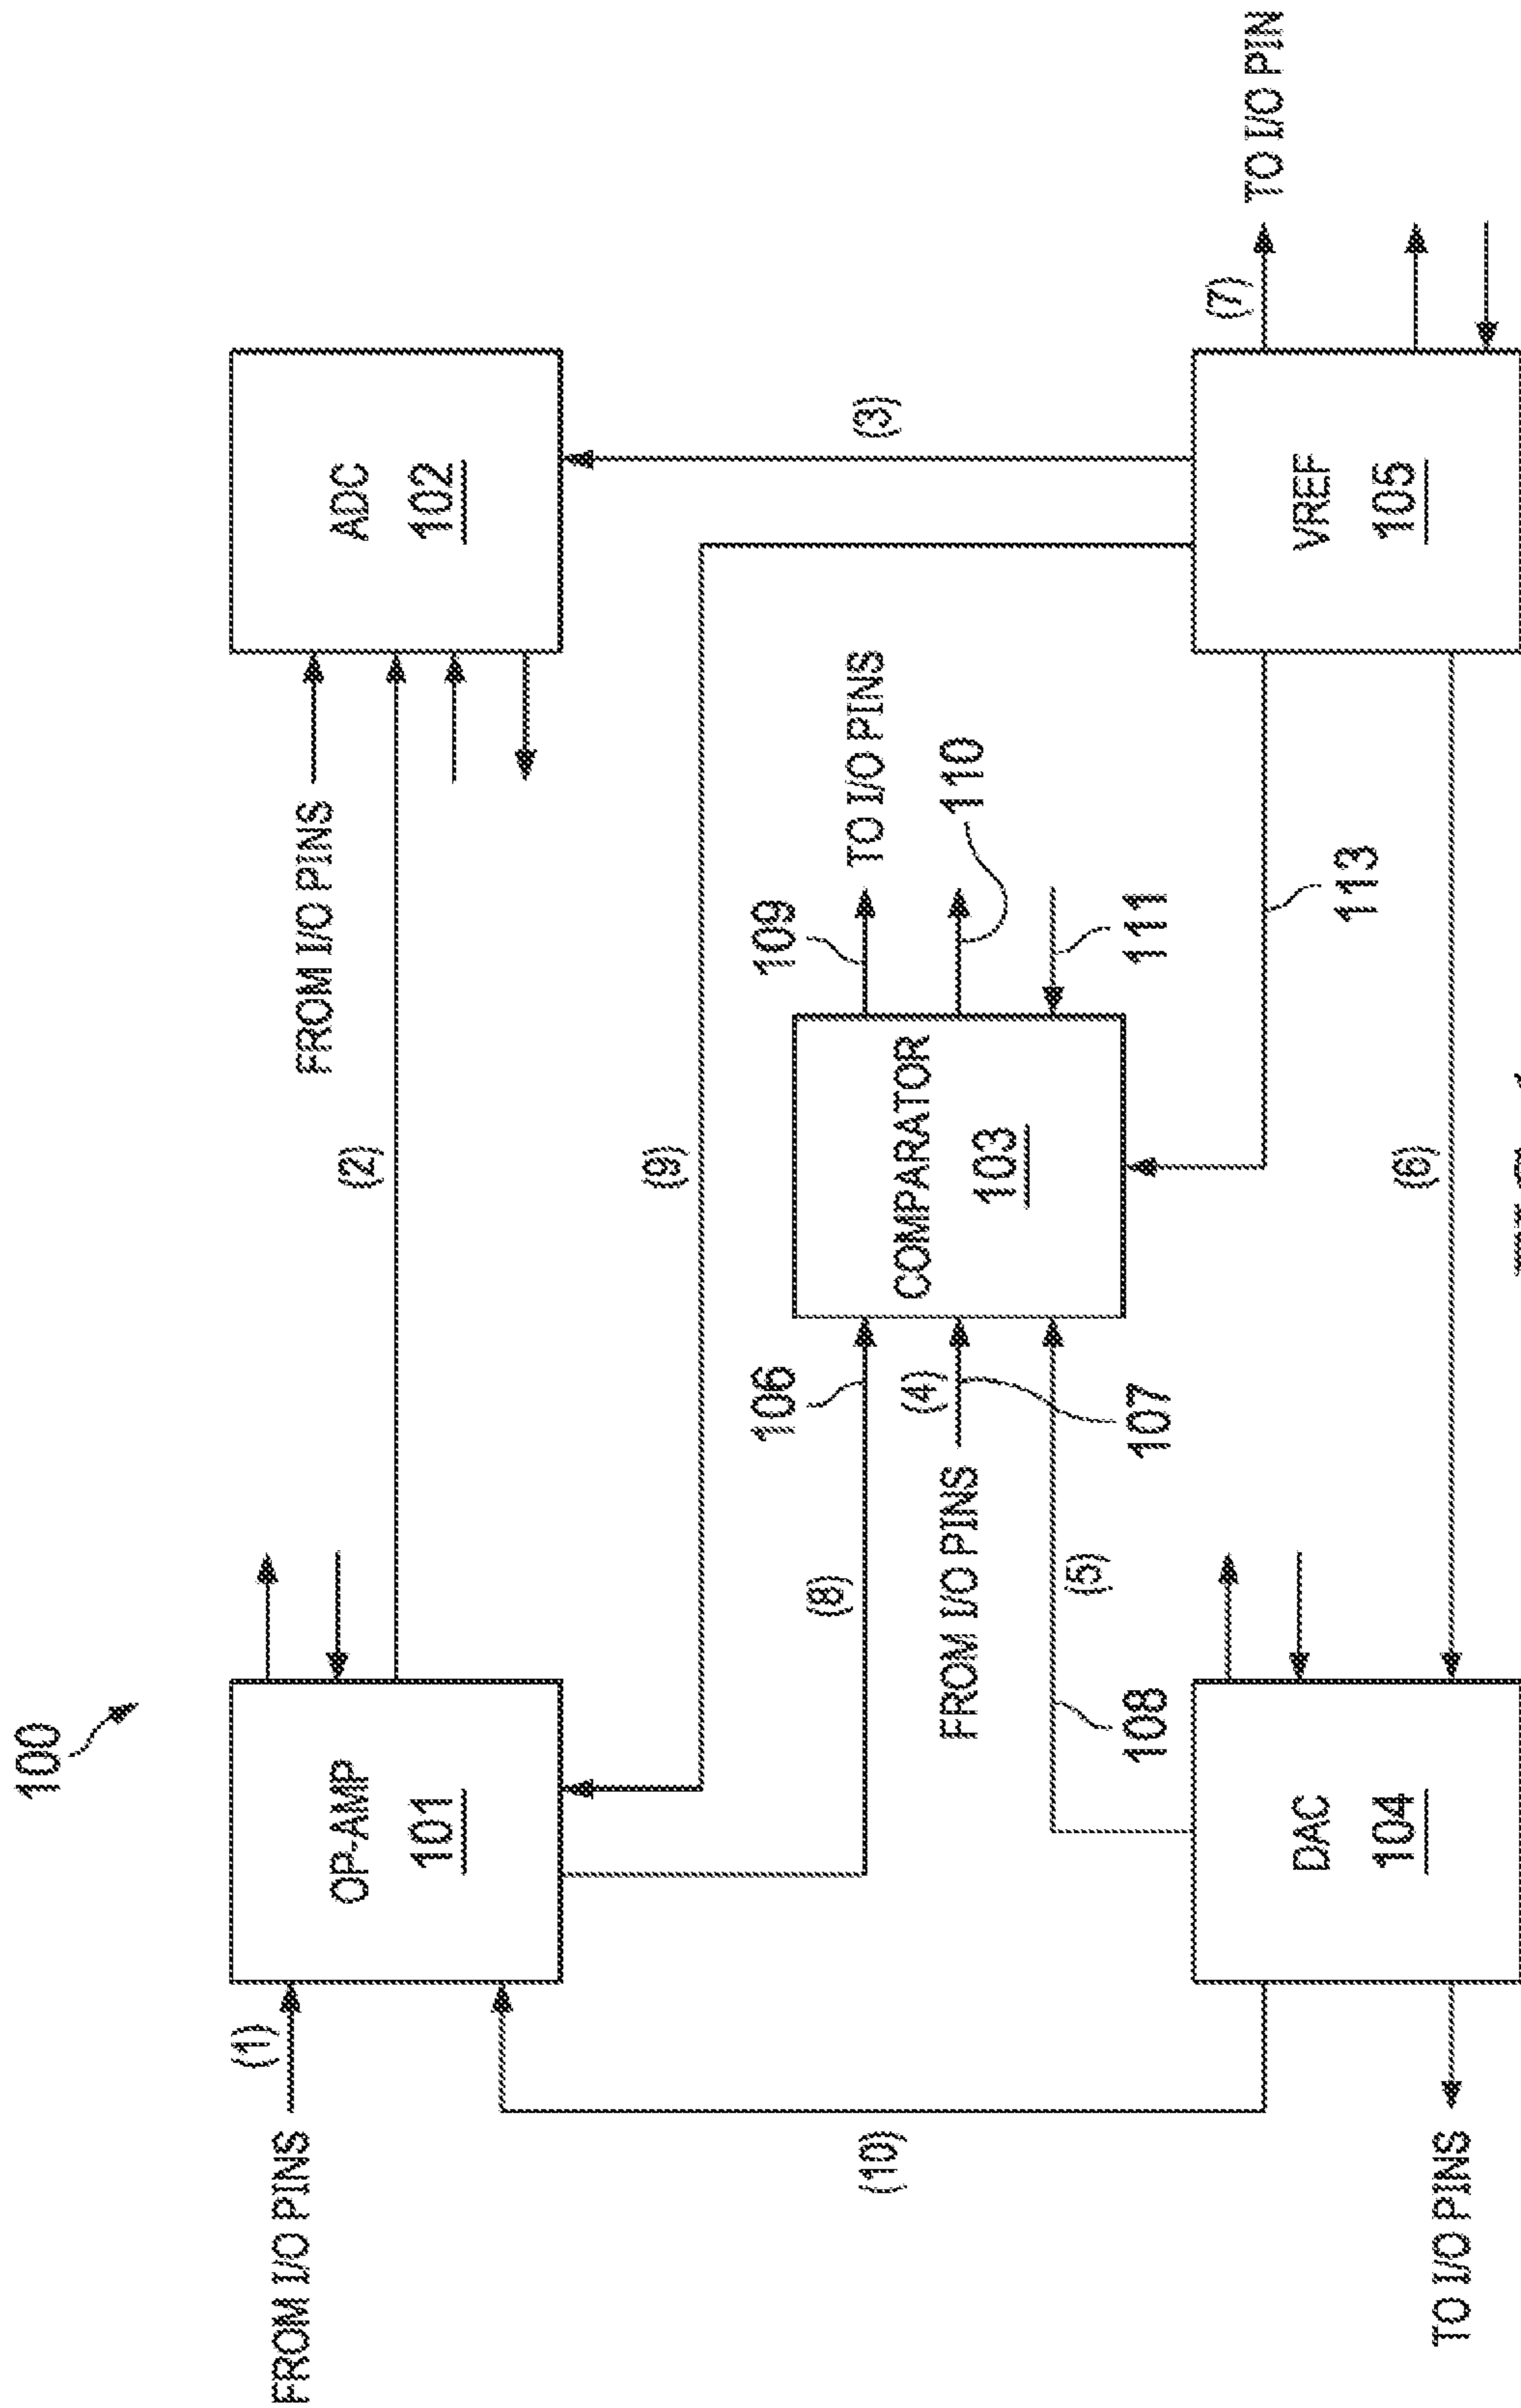 100
FROM I/O PINS
(1)
OP-AMP
101
(2)
FROM I/O PINS
ADC
102
(10)
(8)
(9)
106
(4)
FROM I/O PINS
107
(5)
108
COMPARATOR
103
109
TO I/O PINS
110
111
113
(3)
TO I/O PINS
DAC
104
(6)
VREF
105
(7)
TO I/O PIN